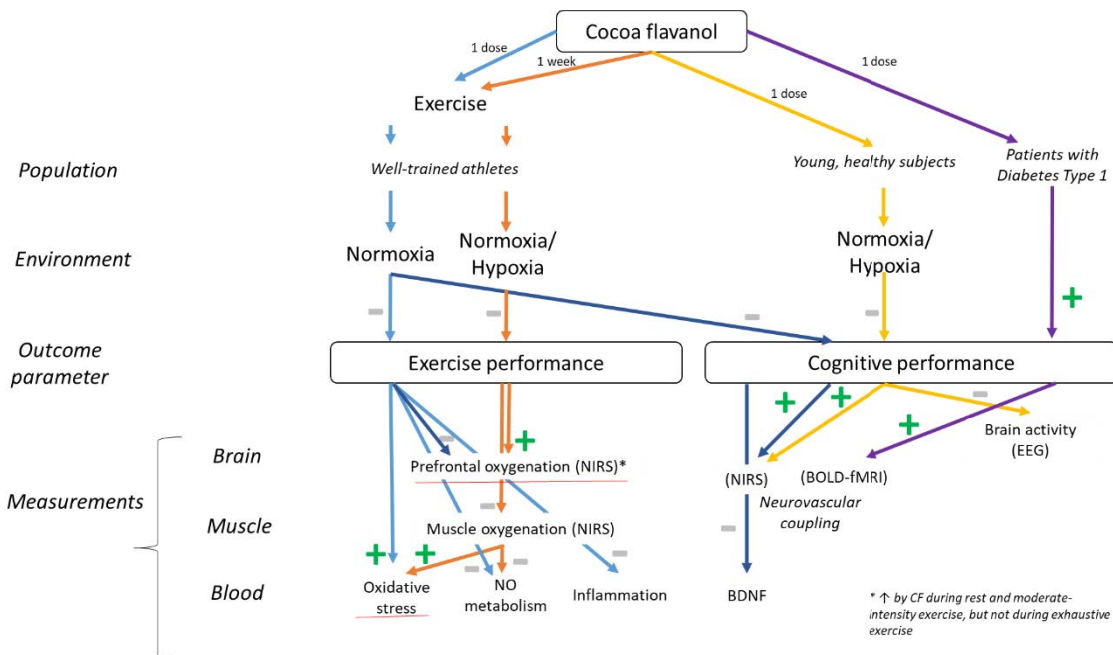 Cocoa flavanol
1 dose
1 week
1 dose
1 dose
Exercise
Population
Well-trained athletes
Young, healthy subjects
Patients with
Diabetes Type 1
Environment
Normoxia
Normoxia/
Hypoxia
Normoxia/
Hypoxia
Outcome
parameter
Exercise performance
Cognitive performance
Measurements
Brain
Prefrontal oxygenation (NIRS)*
(NIRS)
(BOLD-fMRI)
Neurovascular
coupling
Brain activity
(EEG)
Muscle
Muscle oxygenation (NIRS)
Blood
Oxidative
stress
NO
metabolism
Inflammation
BDNF
* ↑ by CF during rest and moderate-
intensity exercise, but not during exhaustive
exercise